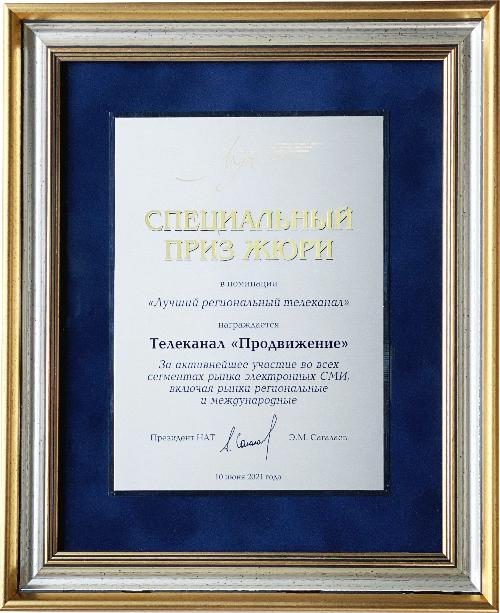 СПЕЦИАЛЬНЫЙ
ПРИЗ ЖЮРИ
в номинации
«Лучший региональный телеканал»
награждается
Телеканал «Продвижение»
За активнейшее участие во всех
сегментах рынка электронных СМИ,
включая рынки региональные
и международные
Президент НАТ Э.М. Сагалаев
10 июня 2021 года